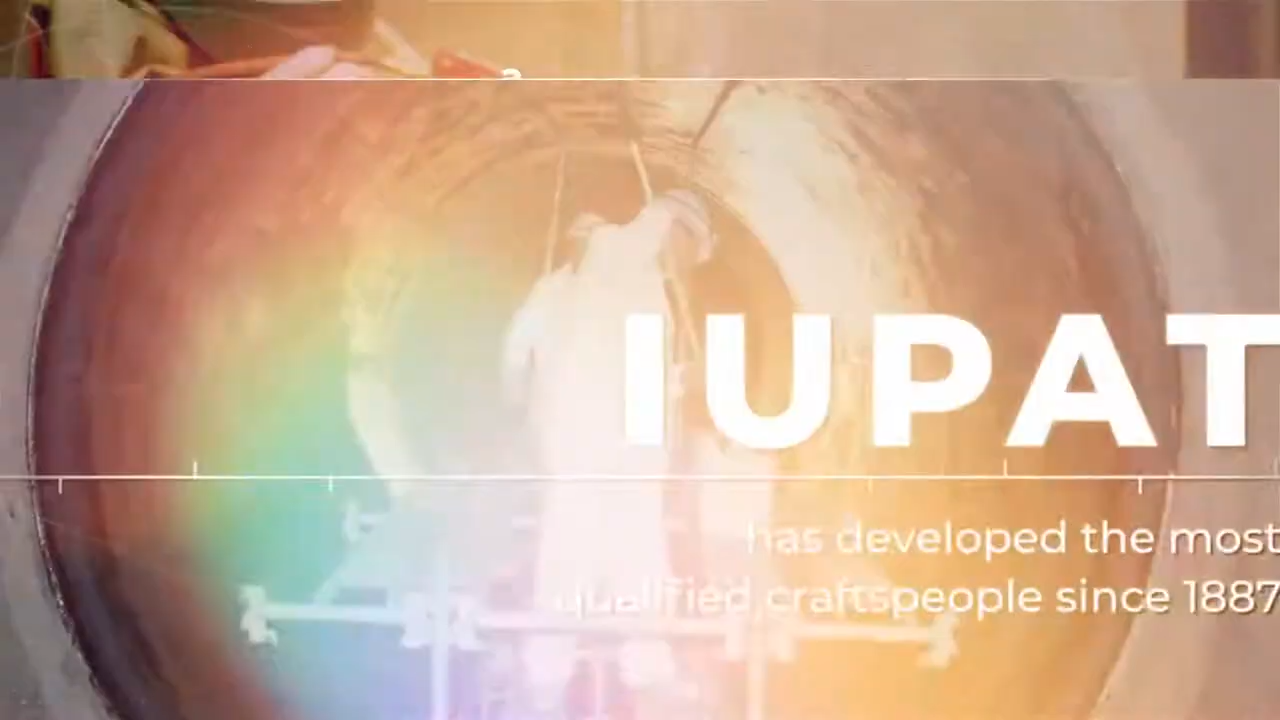 IUPAT
has developed the most
qualified craftspeople since 1887